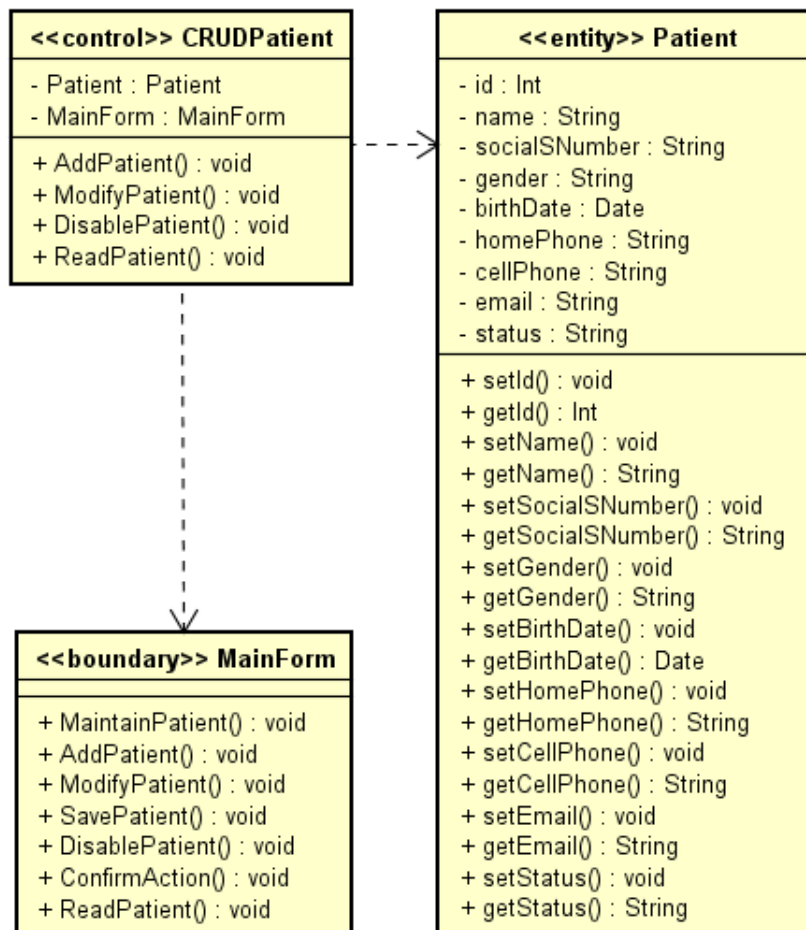 <<control>> CRUDPatient
- Patient : Patient
- MainForm : MainForm
+ AddPatient() : void
+ ModifyPatient() : void
+ DisablePatient() : void
+ ReadPatient() : void
<<entity>> Patient
- id : Int
- name : String
- socialSNumber : String
- gender : String
- birthDate : Date
- homePhone : String
- cellPhone : String
- email : String
- status : String
+ setId() : void
+ getId() : Int
+ setName() : void
+ getName() : String
+ setSocialSNumber() : void
+ getSocialSNumber() : String
+ setGender() : void
+ getGender() : String
+ setBirthDate() : void
+ getBirthDate() : Date
+ setHomePhone() : void
+ getHomePhone() : String
+ setCellPhone() : void
+ getCellPhone() : String
+ setEmail() : void
+ getEmail() : String
+ setStatus() : void
+ getStatus() : String
<<boundary>> MainForm
+ MaintainPatient() : void
+ AddPatient() : void
+ ModifyPatient() : void
+ SavePatient() : void
+ DisablePatient() : void
+ ConfirmAction() : void
+ ReadPatient() : void